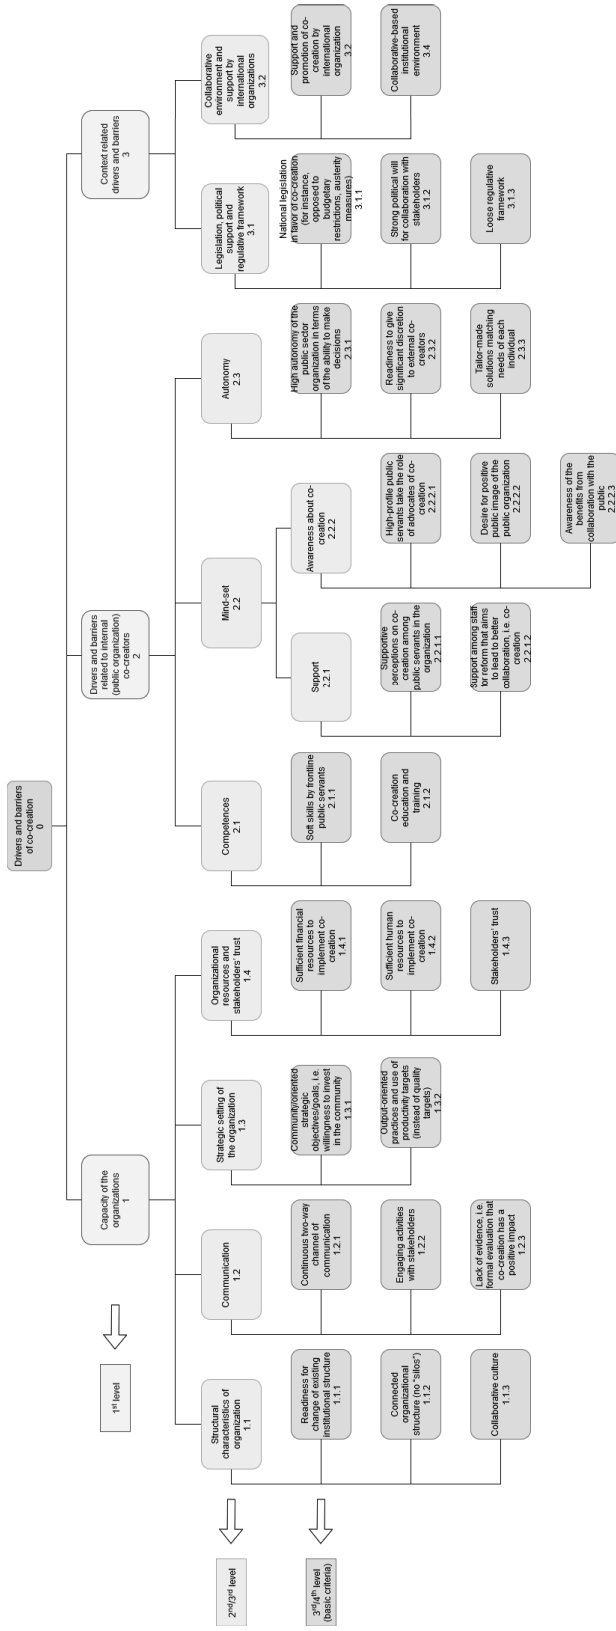 Drivers and barriers
of co-creation
0
1st level
Capacity of the
organizations
1
Drivers and barriers
related to internal
(public organization)
co-creators
2
Context related
drivers and barriers
3
2nd/3rd level
Structural
characteristics of
organization
1.1
Communication
1.2
Strategic setting of
the organization
1.3
Organizational
resources and
stakeholders' trust
1.4
Competences
2.1
Mind-set
2.2
Autonomy
2.3
Legislation, political
support and
regulative framework
3.1
Collaborative
environment and
support by
international
organizations
3.2
Support
2.2.1
Awareness about co-
creation
2.2.2
3rd/4th level
(basic criteria)
Readiness for
change of existing
institutional structure
1.1.1
Connected
organizational
structure (no "silos")
1.1.2
Collaborative culture
1.1.3
Continuous two-way
channel of
communication
1.2.1
Engaging activities
with stakeholders
1.2.2
Lack of evidence, i.e.
formal evaluation that
co-creation has a
positive impact
1.2.3
Community/oriented
strategic
objectives/goals, i.e.
willingness to invest
in the community
1.3.1
Output-oriented
practices and use of
productivity targets
(instead of quality
targets)
1.3.2
Sufficient financial
resources to
implement co-
creation
1.4.1
Sufficient human
resources to
implement co-
creation
1.4.2
Stakeholders' trust
1.4.3
Soft skills by frontline
public servants
2.1.1
Co-creation
education and
training
2.1.2
Supportive
perceptions on co-
creation among
public servants in the
organization
2.2.1.1
Support among staff
for reform that aims
to lead to better
collaboration, i.e. co-
creation
2.2.1.2
High-profile public
servants take the role
of advocates of co-
creation
2.2.2.1
Desire for positive
public image of the
public organization
2.2.2.2
Awareness of the
benefits from
collaboration with the
public
2.2.2.3
High autonomy of the
public sector
organization in terms
of the ability to make
decisions
2.3.1
Readiness to give
significant discretion
to external co-
creators
2.3.2
Tailor-made
solutions matching
needs of each
individual
2.3.3
National legislation
in favor of co-creation
(for instance,
opposed to
budgetary
restrictions, austerity
measures)
3.1.1
Strong political will
for collaboration with
stakeholders
3.1.2
Loose regulative
framework
3.1.3
Support and
promotion of co-
creation by
international
organization
3.2
Collaborative-based
institutional
environment
3.4